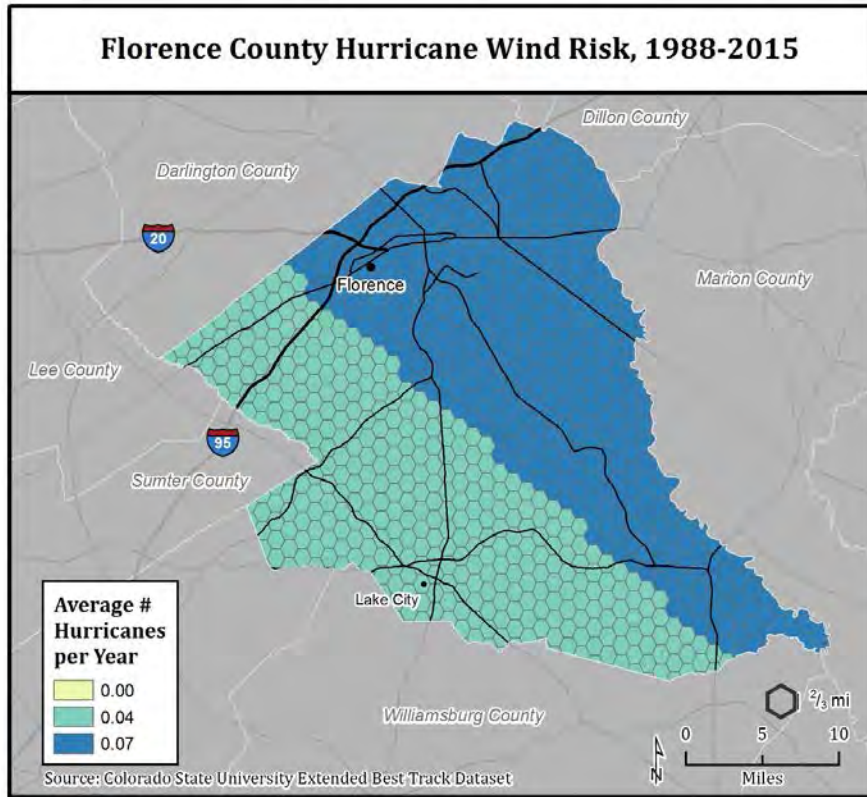 Florence County Hurricane Wind Risk, 1988-2015
Dillon County
Darlington County
20
Marion County
Florence
Lee County
95
Sumter County
Lake City
Average #
Hurricanes
per Year
0.00
0.04
0.07
Williamsburg County
2/3 mi
0 5 10
Miles
N
Source: Colorado State University Extended Best Track Dataset